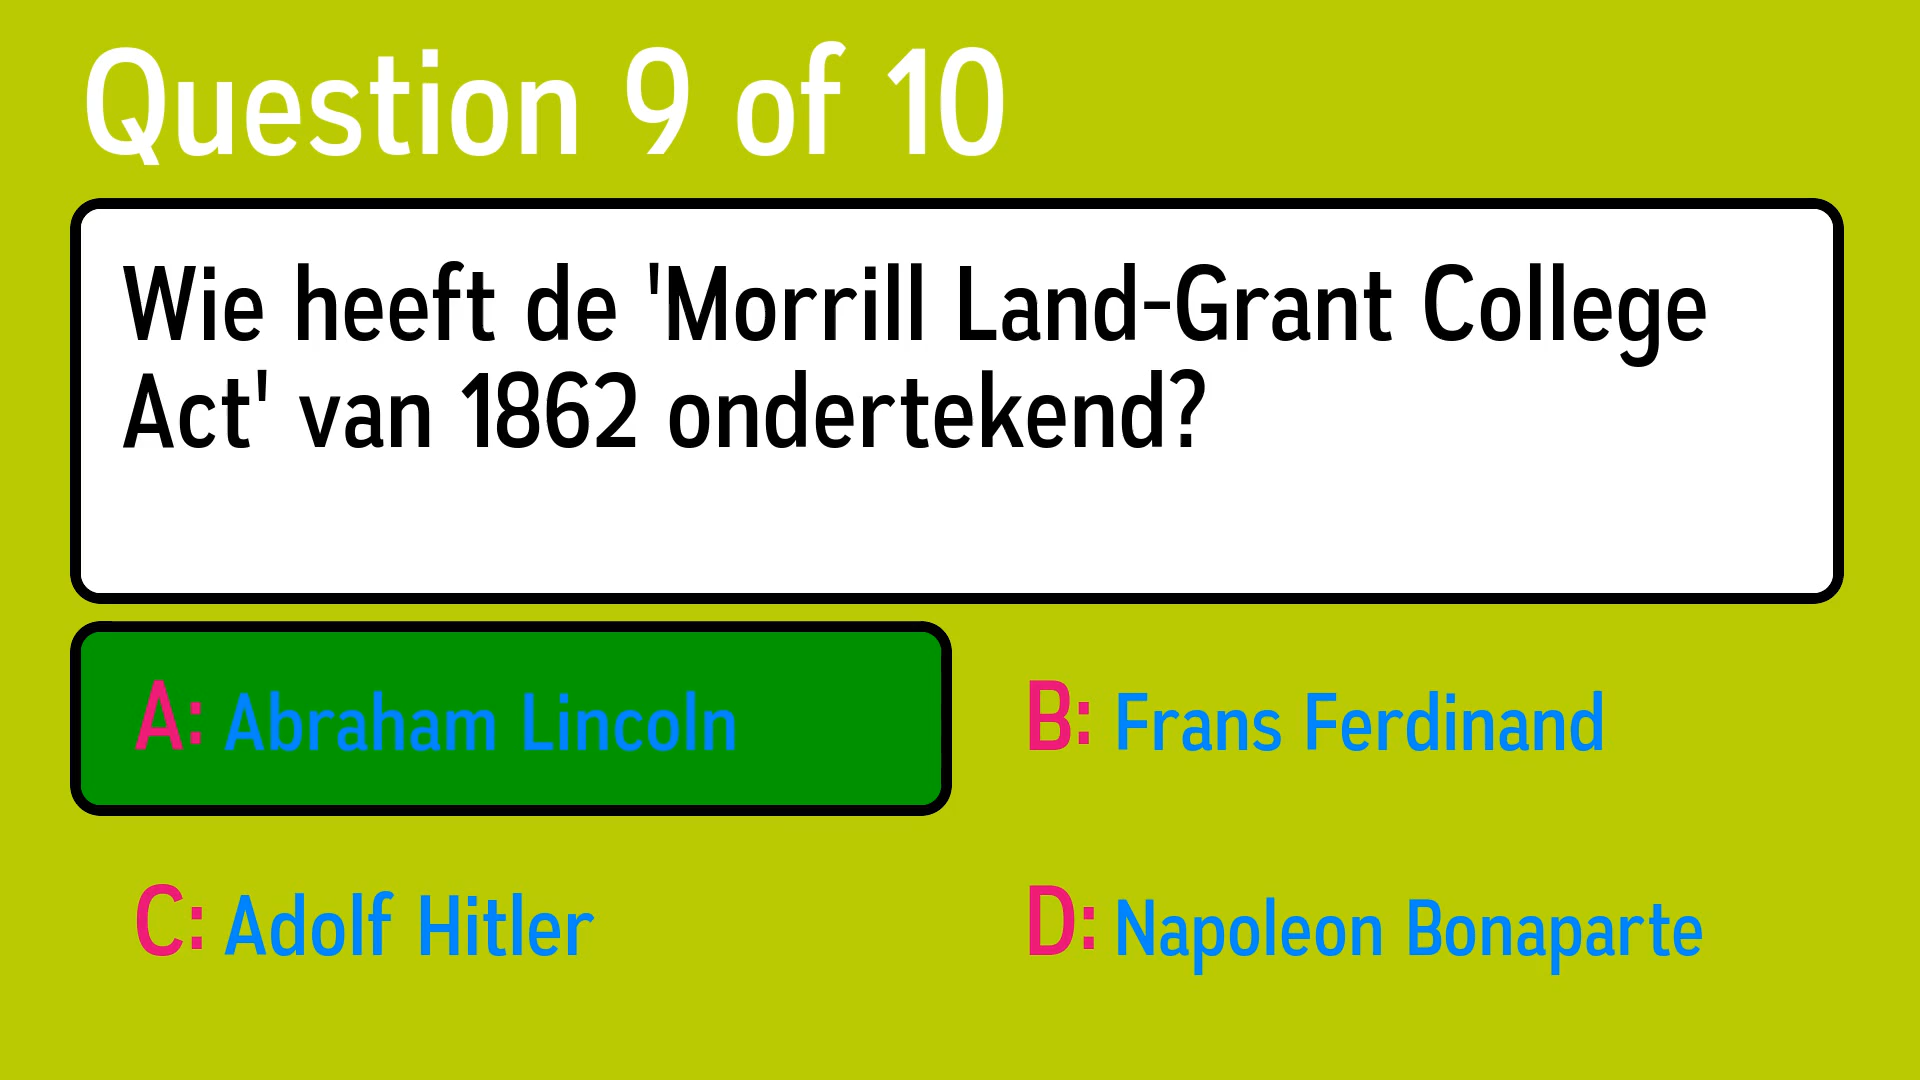 Question 9 of 10
Wie heeft de 'Morrill Land-Grant College
Act' van 1862 ondertekend?
A: Abraham Lincoln
B: Frans Ferdinand
C: Adolf Hitler
D: Napoleon Bonaparte